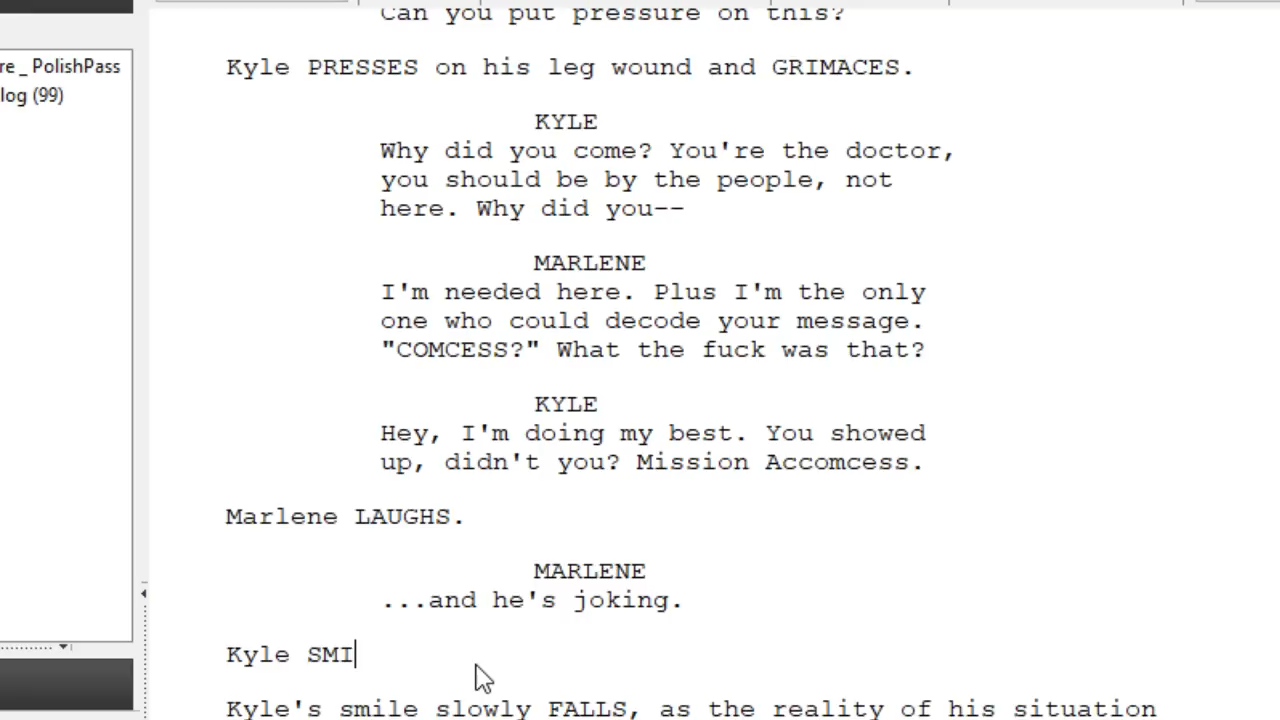 Can you put pressure on this?
re _ PolishPass
Kyle PRESSES on his leg wound and GRIMACES.
log (99)
KYLE
Why did you come? You're the doctor,
you should be by the people, not
here. Why did you--
MARLENE
I'm needed here. Plus I'm the only
one who could decode your message.
"COMCESS?" What the fuck was that?
KYLE
Hey, I'm doing my best. You showed
up, didn't you? Mission Accomcess.
Marlene LAUGHS.
MARLENE
...and he's joking.
Kyle SMI
Kyle's smile slowly FALLS, as the reality of his situation